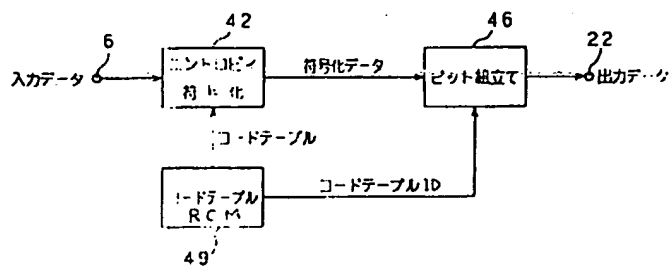 42
46
6
22
入力データ
エントロピィ
符号化
符号化データ
ビット組立て
出力データ
コードテーブル
コードテーブル
RCM
コードテーブルID
49